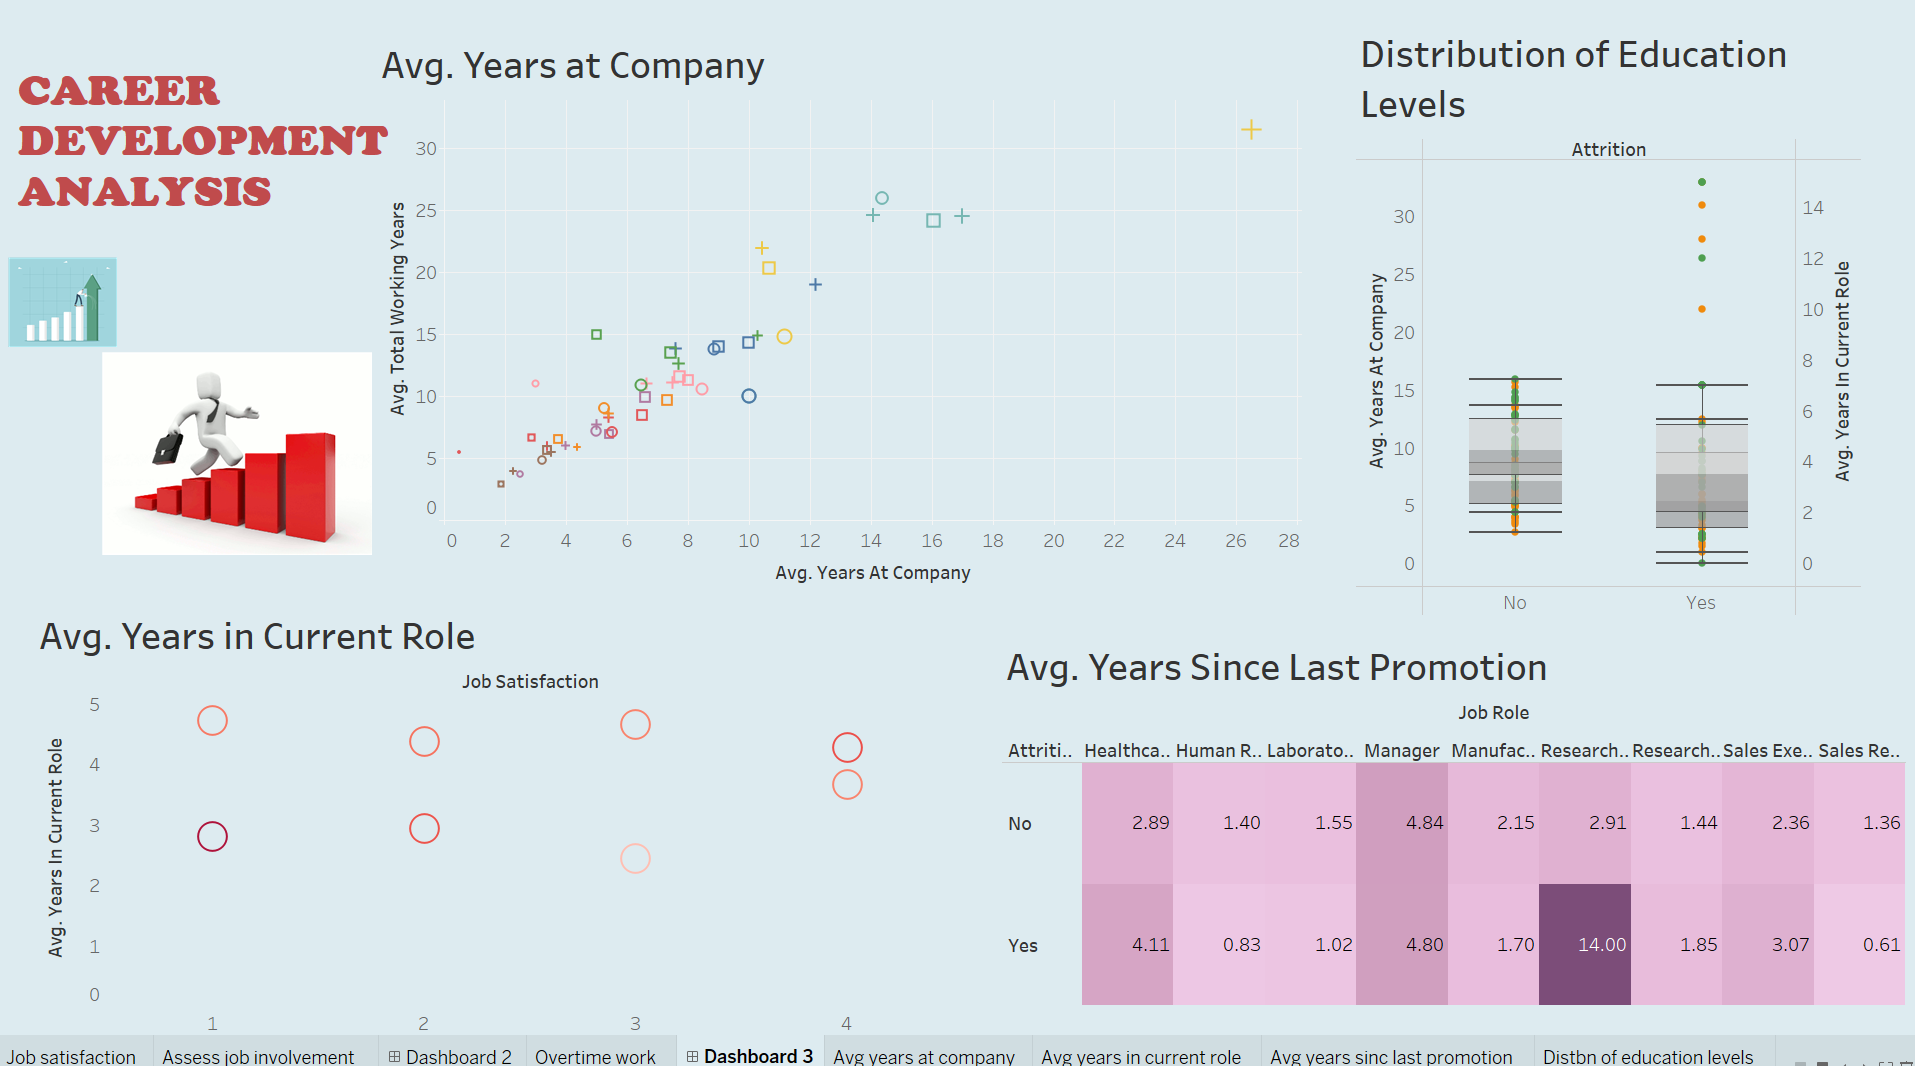 CAREER
DEVELOPMENT
ANALYSIS
Avg. Years at Company
Avg. Total Working Years
30
25
20
15
10
5
0
0 2 4 6 8 10 12 14 16 18 20 22 24 26 28
Avg. Years At Company
Distribution of Education
Levels
Attrition
Avg. Years At Company
30
25
20
15
10
5
0
14
12
10
8
6
4
2
0
Avg. Years In Current Role
No Yes
Avg. Years in Current Role
Job Satisfaction
Avg. Years In Current Role
5
4
3
2
1
0
1 2 3 4
Avg. Years Since Last Promotion
Job Role
Attriti.. Healthca.. Human R.. Laborato.. Manager Manufac.. Research.. Research.. Sales Exe.. Sales Re..
No 2.89 1.40 1.55 4.84 2.15 2.91 1.44 2.36 1.36
Yes 4.11 0.83 1.02 4.80 1.70 14.00 1.85 3.07 0.61
Job satisfaction Assess job involvement Dashboard 2 Overtime work Dashboard 3 Avg years at company Avg years in current role Avg years sinc last promotion Distbn of education levels